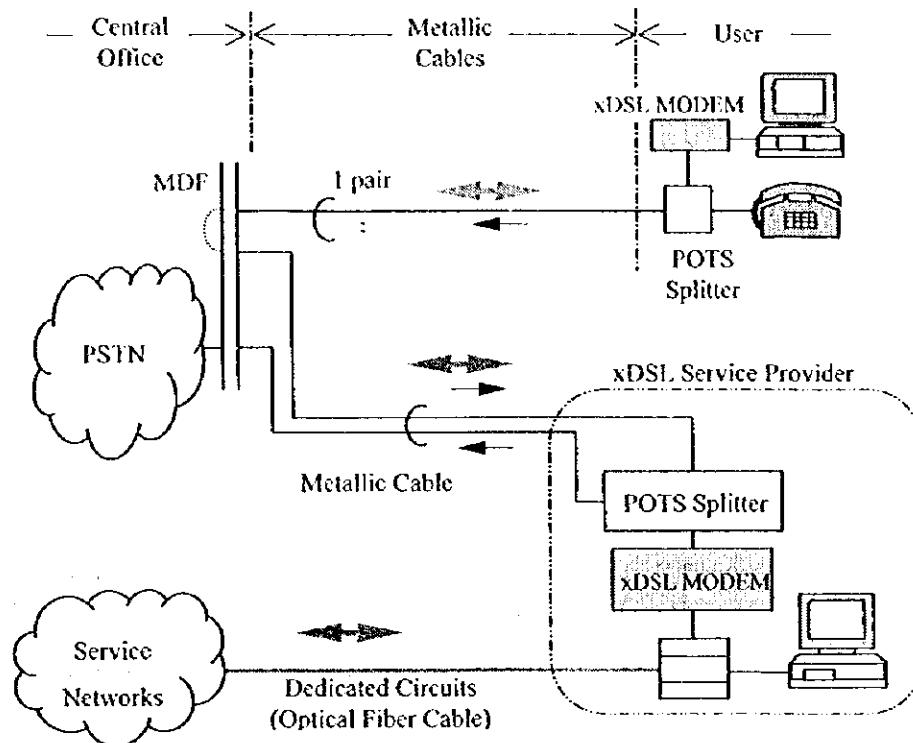 Central
Office
Metallic
Cables
User
xDSL MODEM
MDF
1 pair
POTS
Splitter
PSTN
xDSL Service Provider
Metallic Cable
POTS Splitter
xDSL MODEM
Service
Networks
Dedicated Circuits
(Optical Fiber Cable)